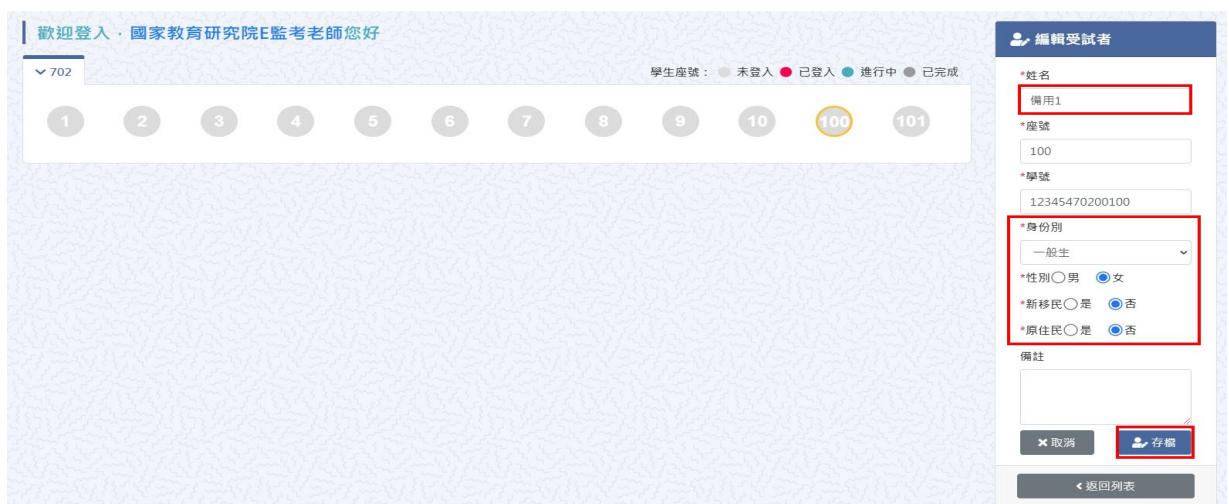 歡迎登入 · 國家教育研究院E監考老師您好
702
學生座號： 未登入 已登入 進行中 已完成
1 2 3 4 5 6 7 8 9 10 100 101
編輯受試者
*姓名
備用1
*座號
100
*學號
12345470200100
*身份別
一般生
*性別 男 女
*新移民 是 否
*原住民 是 否
備註
取消 存檔
返回列表